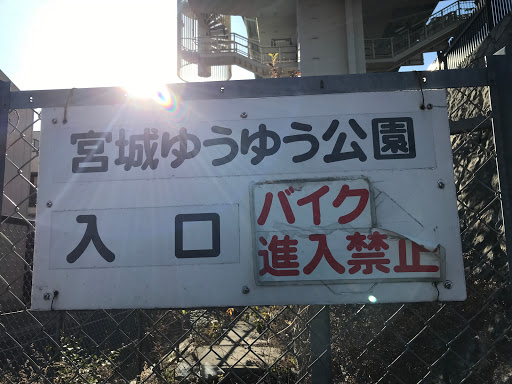 宮城ゆうゆう公園
入口
バイク
進入禁止